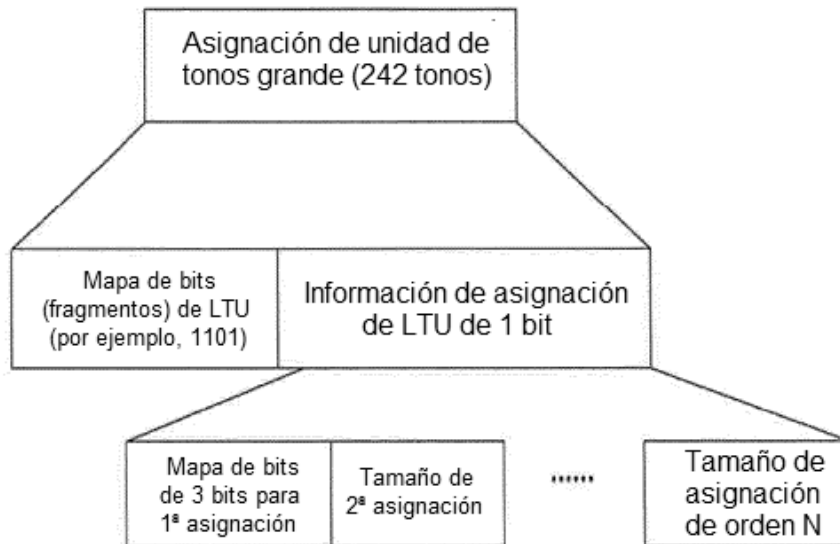 Asignación de unidad de
tonos grande (242 tonos)
Mapa de bits
(fragmentos) de LTU
(por ejemplo, 1101)
Información de asignación
de LTU de 1 bit
Mapa de bits
de 3 bits para
1ª asignación
Tamaño de
2ª asignación
......
Tamaño de
asignación
de orden N